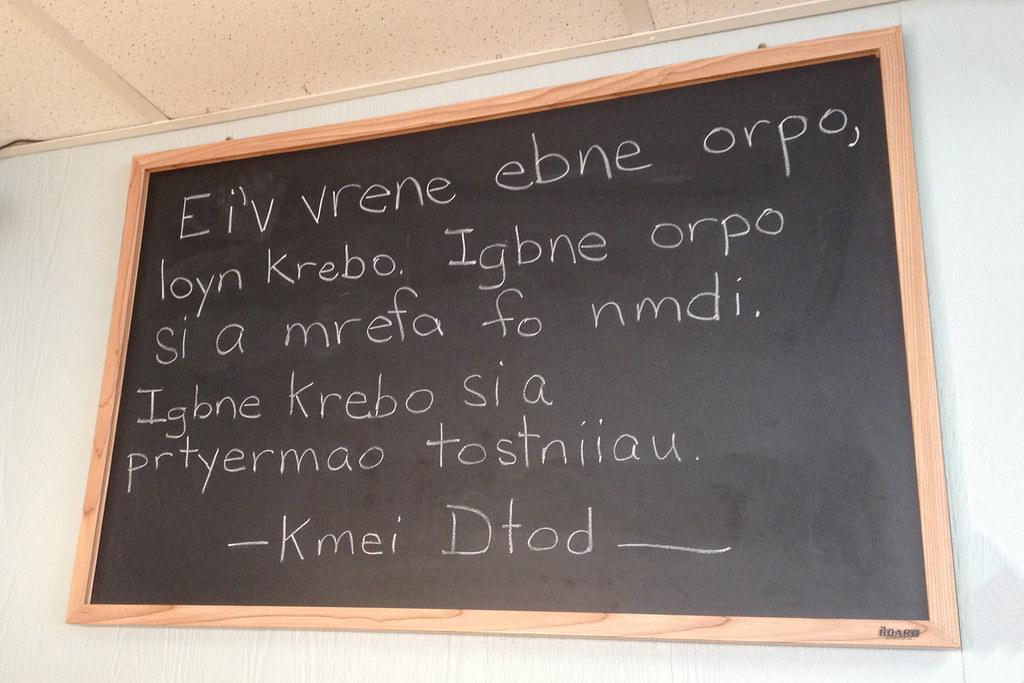 Ei'v vrene ebne orpo,
loyn krebo. Igbne orpo
si a mrefa fo nmdi.
Igbne krebo si a
prtyermao tostniiau.
-Kmei Dtod
BOARD